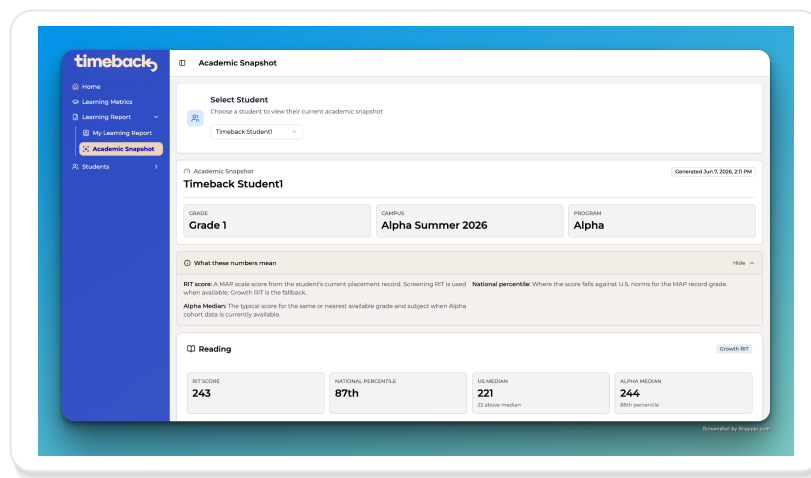 timeback
Academic Snapshot
Home
Learning Metrics
Learning Report
My Learning Report
Academic Snapshot
Students
Select Student
Choose a student to view their current academic snapshot
Timeback Student1
Academic Snapshot
Generated Jun 7, 2026, 2:11 PM
Timeback Student1
GRADE
Grade 1
CAMPUS
Alpha Summer 2026
PROGRAM
Alpha
What these numbers mean
Hide
RIT score: A MAP scale score from the student's current placement record. Screening RIT is used
when available; Growth RIT is the fallback.
National percentile: Where the score falls against U.S. norms for the MAP record grade.
Alpha Median: The typical score for the same or nearest available grade and subject when Alpha
cohort data is currently available.
Reading
Growth RIT
RIT SCORE
243
NATIONAL PERCENTILE
87th
US MEDIAN
221
22 above median
ALPHA MEDIAN
244
88th percentile
Screenshot by Xnapper.com